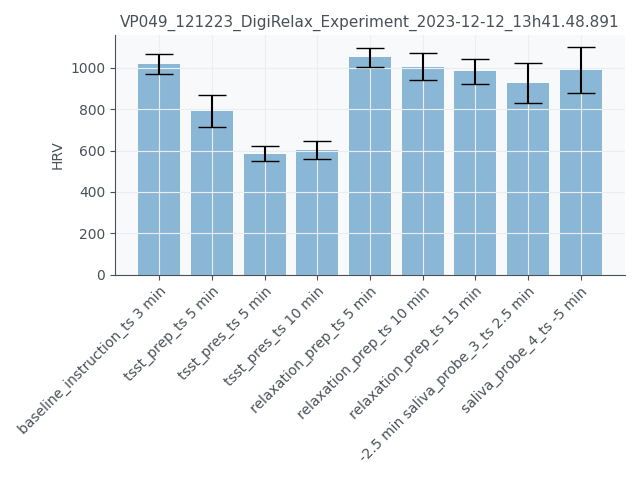 VP049_121223_DigiRelax_Experiment_2023-12-12_13h41.48.891
HRV
1000
800
600
400
200
0
baseline_instruction_ts 3 min
tsst_prep_ts 5 min
tsst_pres_ts 5 min
tsst_pres_ts 10 min
relaxation_prep_ts 5 min
relaxation_prep_ts 10 min
relaxation_prep_ts 15 min
-2.5 min saliva_probe_3_ts 2.5 min
saliva_probe_4_ts -5 min